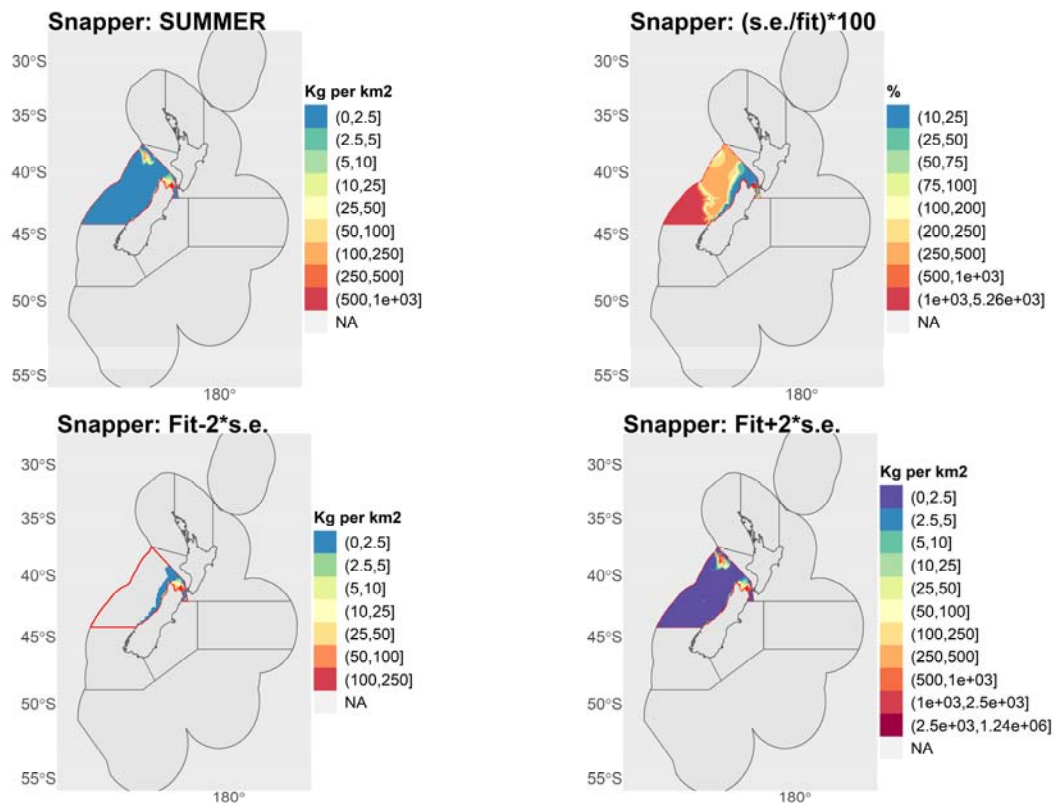 Snapper: SUMMER
30°S
35°S
40°S
45°S
50°S
55°S
180°
Kg per km2
(0,2.5]
(2.5,5]
(5,10]
(10,25]
(25,50]
(50,100]
(100,250]
(250,500]
(500,1e+03]
NA
Snapper: (s.e./fit)*100
30°S
35°S
40°S
45°S
50°S
55°S
180°
%
(10,25]
(25,50]
(50,75]
(75,100]
(100,200]
(200,250]
(250,500]
(500,1e+03]
(1e+03,5.26e+03]
NA
Snapper: Fit-2*s.e.
30°S
35°S
40°S
45°S
50°S
55°S
180°
Kg per km2
(0,2.5]
(2.5,5]
(5,10]
(10,25]
(25,50]
(50,100]
(100,250]
NA
Snapper: Fit+2*s.e.
30°S
35°S
40°S
45°S
50°S
55°S
180°
Kg per km2
(0,2.5]
(2.5,5]
(5,10]
(10,25]
(25,50]
(50,100]
(100,250]
(250,500]
(500,1e+03]
(1e+03,2.5e+03]
(2.5e+03,1.24e+06]
NA